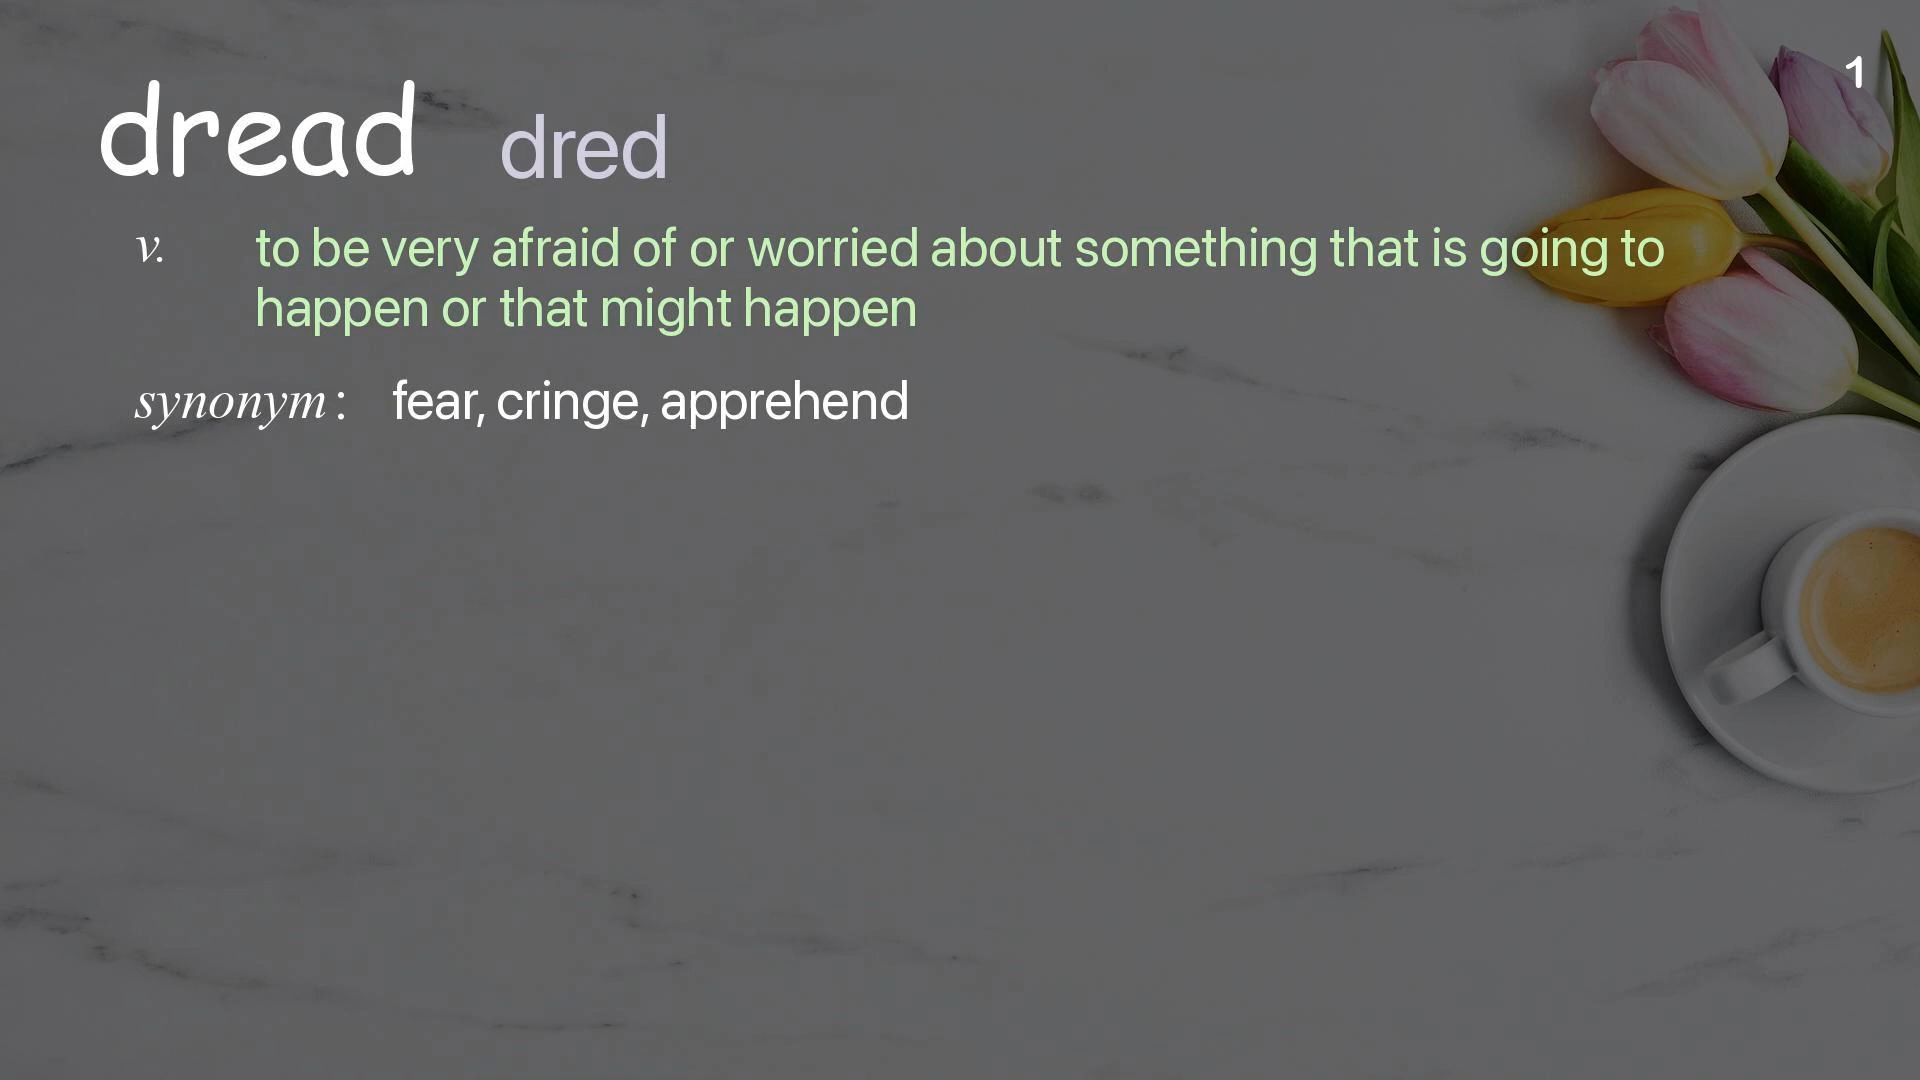 1
dread dred
v. to be very afraid of or worried about something that is going to
happen or that might happen
synonym : fear, cringe, apprehend